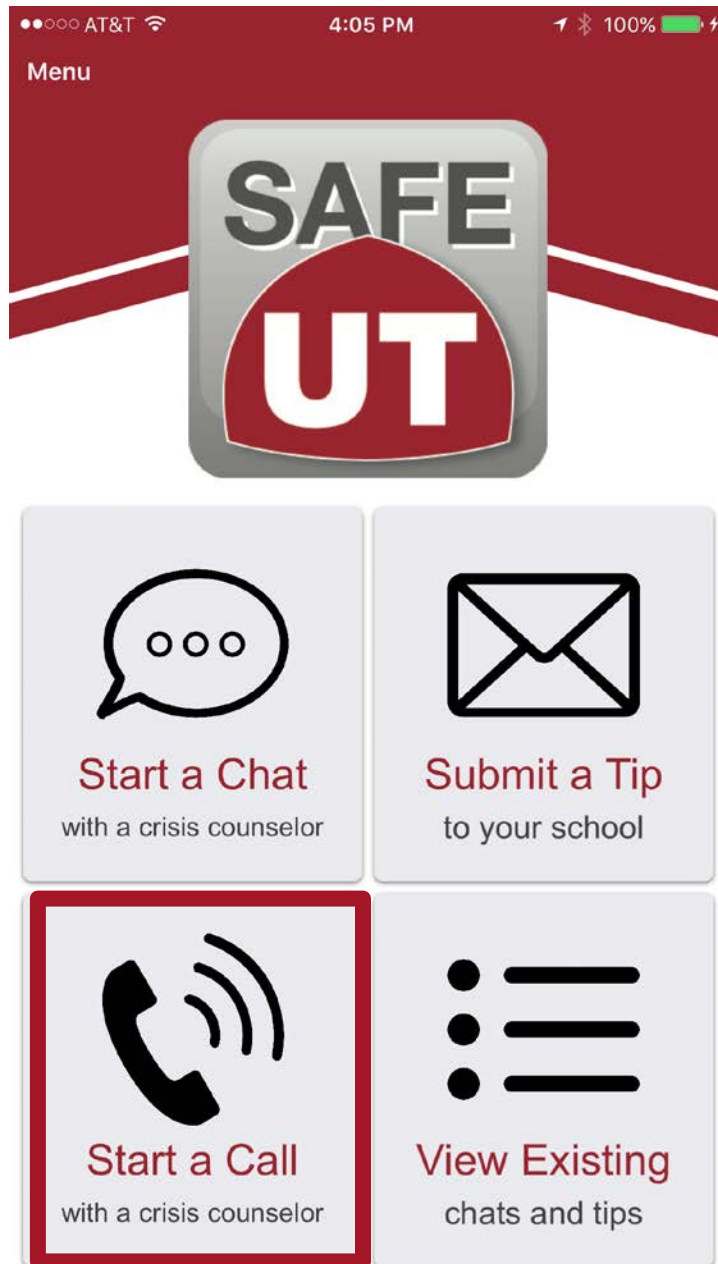 AT&T 4:05 PM 100%
Menu
SAFE
UT
Start a Chat
with a crisis counselor
Submit a Tip
to your school
Start a Call
with a crisis counselor
View Existing
chats and tips